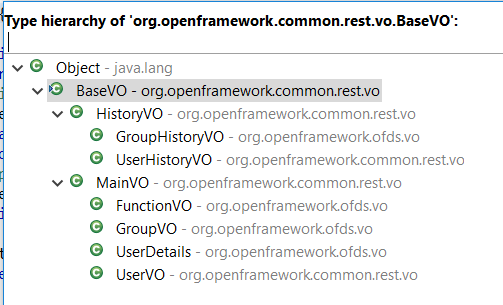 Type hierarchy of 'org.openframework.common.rest.vo.BaseVO':
Object - java.lang
BaseVO - org.openframework.common.rest.vo
HistoryVO - org.openframework.common.rest.vo
GroupHistoryVO - org.openframework.ofds.vo
UserHistoryVO - org.openframework.common.rest.vo
MainVO - org.openframework.common.rest.vo
FunctionVO - org.openframework.ofds.vo
GroupVO - org.openframework.ofds.vo
UserDetails - org.openframework.ofds.vo
UserVO - org.openframework.common.rest.vo